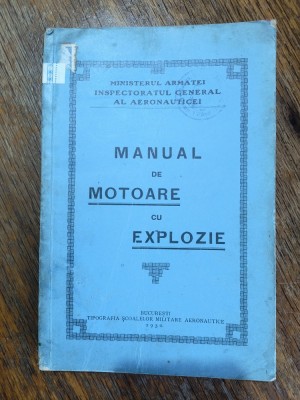 MINISTERUL ARMATEI
INSPECTORATUL GENERAL
AL AERONAUTICEI
MANUAL
DE
MOTOARE
CU
EXPLOZIE
BUCUREȘTI
TIPOGRAFIA ȘCOALELOR MILITARE AERONAUTICE